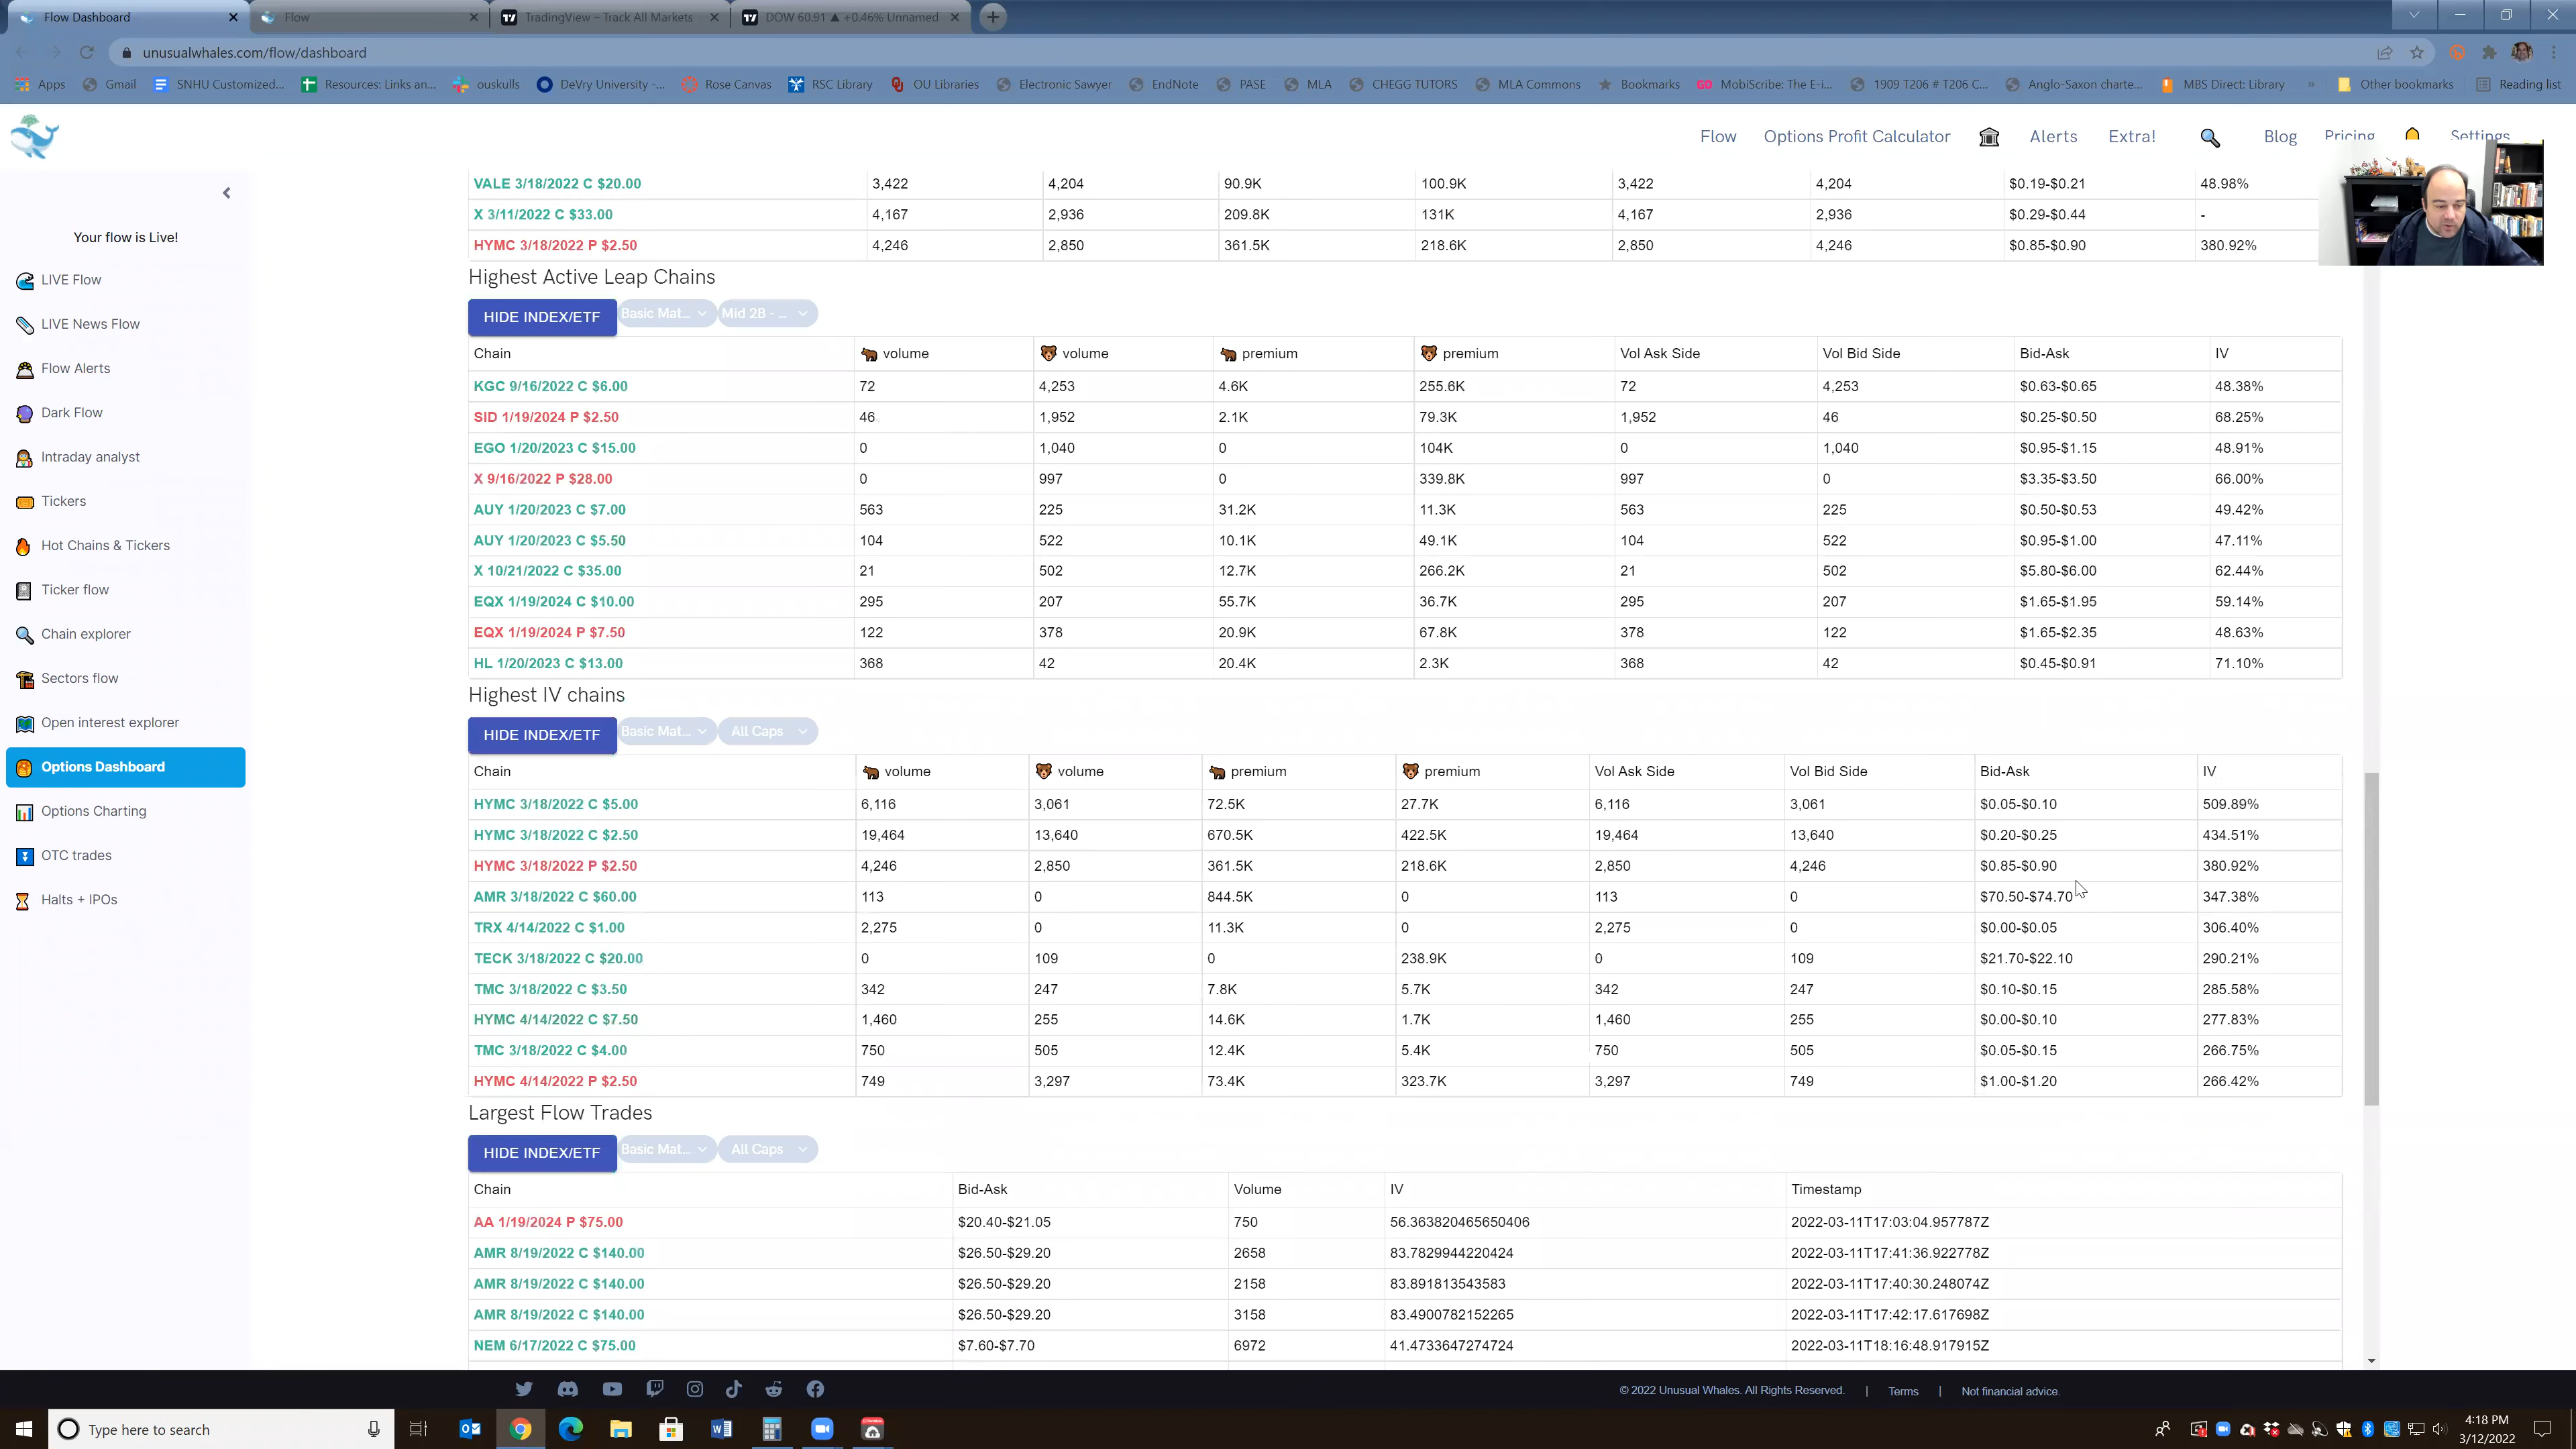 Flow Dashboard
Flow
TradingView – Track All Markets
DOW 60.91 ▲ +0.46% Unnamed
unusualwhales.com/flow/dashboard
Apps Gmail SNHU Customized... Resources: Links an... ouskulls DeVry University -... Rose Canvas RSC Library OU Libraries Electronic Sawyer EndNote PASE MLA CHEGG TUTORS MLA Commons Bookmarks MobiScribe: The E-i... 1909 T206 # T206 C... Anglo-Saxon charte... MBS Direct: Library » Other bookmarks Reading list
Flow Options Profit Calculator Alerts Extra! Blog Pricing Settings
Your flow is Live!
LIVE Flow
LIVE News Flow
Flow Alerts
Dark Flow
Intraday analyst
Tickers
Hot Chains & Tickers
Ticker flow
Chain explorer
Sectors flow
Open interest explorer
Options Dashboard
Options Charting
OTC trades
Halts + IPOs
VALE 3/18/2022 C $20.00 3,422 4,204 90.9K 100.9K 3,422 4,204 $0.19-$0.21 48.98%
X 3/11/2022 C $33.00 4,167 2,936 209.8K 131K 4,167 2,936 $0.29-$0.44 -
HYMC 3/18/2022 P $2.50 4,246 2,850 361.5K 218.6K 2,850 4,246 $0.85-$0.90 380.92%
Highest Active Leap Chains
HIDE INDEX/ETF Basic Mat... Mid 2B - ...
Chain volume volume premium premium Vol Ask Side Vol Bid Side Bid-Ask IV
KGC 9/16/2022 C $6.00 72 4,253 4.6K 255.6K 72 4,253 $0.63-$0.65 48.38%
SID 1/19/2024 P $2.50 46 1,952 2.1K 79.3K 1,952 46 $0.25-$0.50 68.25%
EGO 1/20/2023 C $15.00 0 1,040 0 104K 0 1,040 $0.95-$1.15 48.91%
X 9/16/2022 P $28.00 0 997 0 339.8K 997 0 $3.35-$3.50 66.00%
AUY 1/20/2023 C $7.00 563 225 31.2K 11.3K 563 225 $0.50-$0.53 49.42%
AUY 1/20/2023 C $5.50 104 522 10.1K 49.1K 104 522 $0.95-$1.00 47.11%
X 10/21/2022 C $35.00 21 502 12.7K 266.2K 21 502 $5.80-$6.00 62.44%
EQX 1/19/2024 C $10.00 295 207 55.7K 36.7K 295 207 $1.65-$1.95 59.14%
EQX 1/19/2024 P $7.50 122 378 20.9K 67.8K 378 122 $1.65-$2.35 48.63%
HL 1/20/2023 C $13.00 368 42 20.4K 2.3K 368 42 $0.45-$0.91 71.10%
Highest IV chains
HIDE INDEX/ETF Basic Mat... All Caps
Chain volume volume premium premium Vol Ask Side Vol Bid Side Bid-Ask IV
HYMC 3/18/2022 C $5.00 6,116 3,061 72.5K 27.7K 6,116 3,061 $0.05-$0.10 509.89%
HYMC 3/18/2022 C $2.50 19,464 13,640 670.5K 422.5K 19,464 13,640 $0.20-$0.25 434.51%
HYMC 3/18/2022 P $2.50 4,246 2,850 361.5K 218.6K 2,850 4,246 $0.85-$0.90 380.92%
AMR 3/18/2022 C $60.00 113 0 844.5K 0 113 0 $70.50-$74.70 347.38%
TRX 4/14/2022 C $1.00 2,275 0 11.3K 0 2,275 0 $0.00-$0.05 306.40%
TECK 3/18/2022 C $20.00 0 109 0 238.9K 0 109 $21.70-$22.10 290.21%
TMC 3/18/2022 C $3.50 342 247 7.8K 5.7K 342 247 $0.10-$0.15 285.58%
HYMC 4/14/2022 C $7.50 1,460 255 14.6K 1.7K 1,460 255 $0.00-$0.10 277.83%
TMC 3/18/2022 C $4.00 750 505 12.4K 5.4K 750 505 $0.05-$0.15 266.75%
HYMC 4/14/2022 P $2.50 749 3,297 73.4K 323.7K 3,297 749 $1.00-$1.20 266.42%
Largest Flow Trades
HIDE INDEX/ETF Basic Mat... All Caps
Chain Bid-Ask Volume IV Timestamp
AA 1/19/2024 P $75.00 $20.40-$21.05 750 56.363820465650406 2022-03-11T17:03:04.957787Z
AMR 8/19/2022 C $140.00 $26.50-$29.20 2658 83.7829944220424 2022-03-11T17:41:36.922778Z
AMR 8/19/2022 C $140.00 $26.50-$29.20 2158 83.891813543583 2022-03-11T17:40:30.248074Z
AMR 8/19/2022 C $140.00 $26.50-$29.20 3158 83.4900782152265 2022-03-11T17:42:17.617698Z
NEM 6/17/2022 C $75.00 $7.60-$7.70 6972 41.4733647274724 2022-03-11T18:16:48.917915Z
© 2022 Unusual Whales. All Rights Reserved. | Terms | Not financial advice.
Type here to search
4:18 PM
3/12/2022